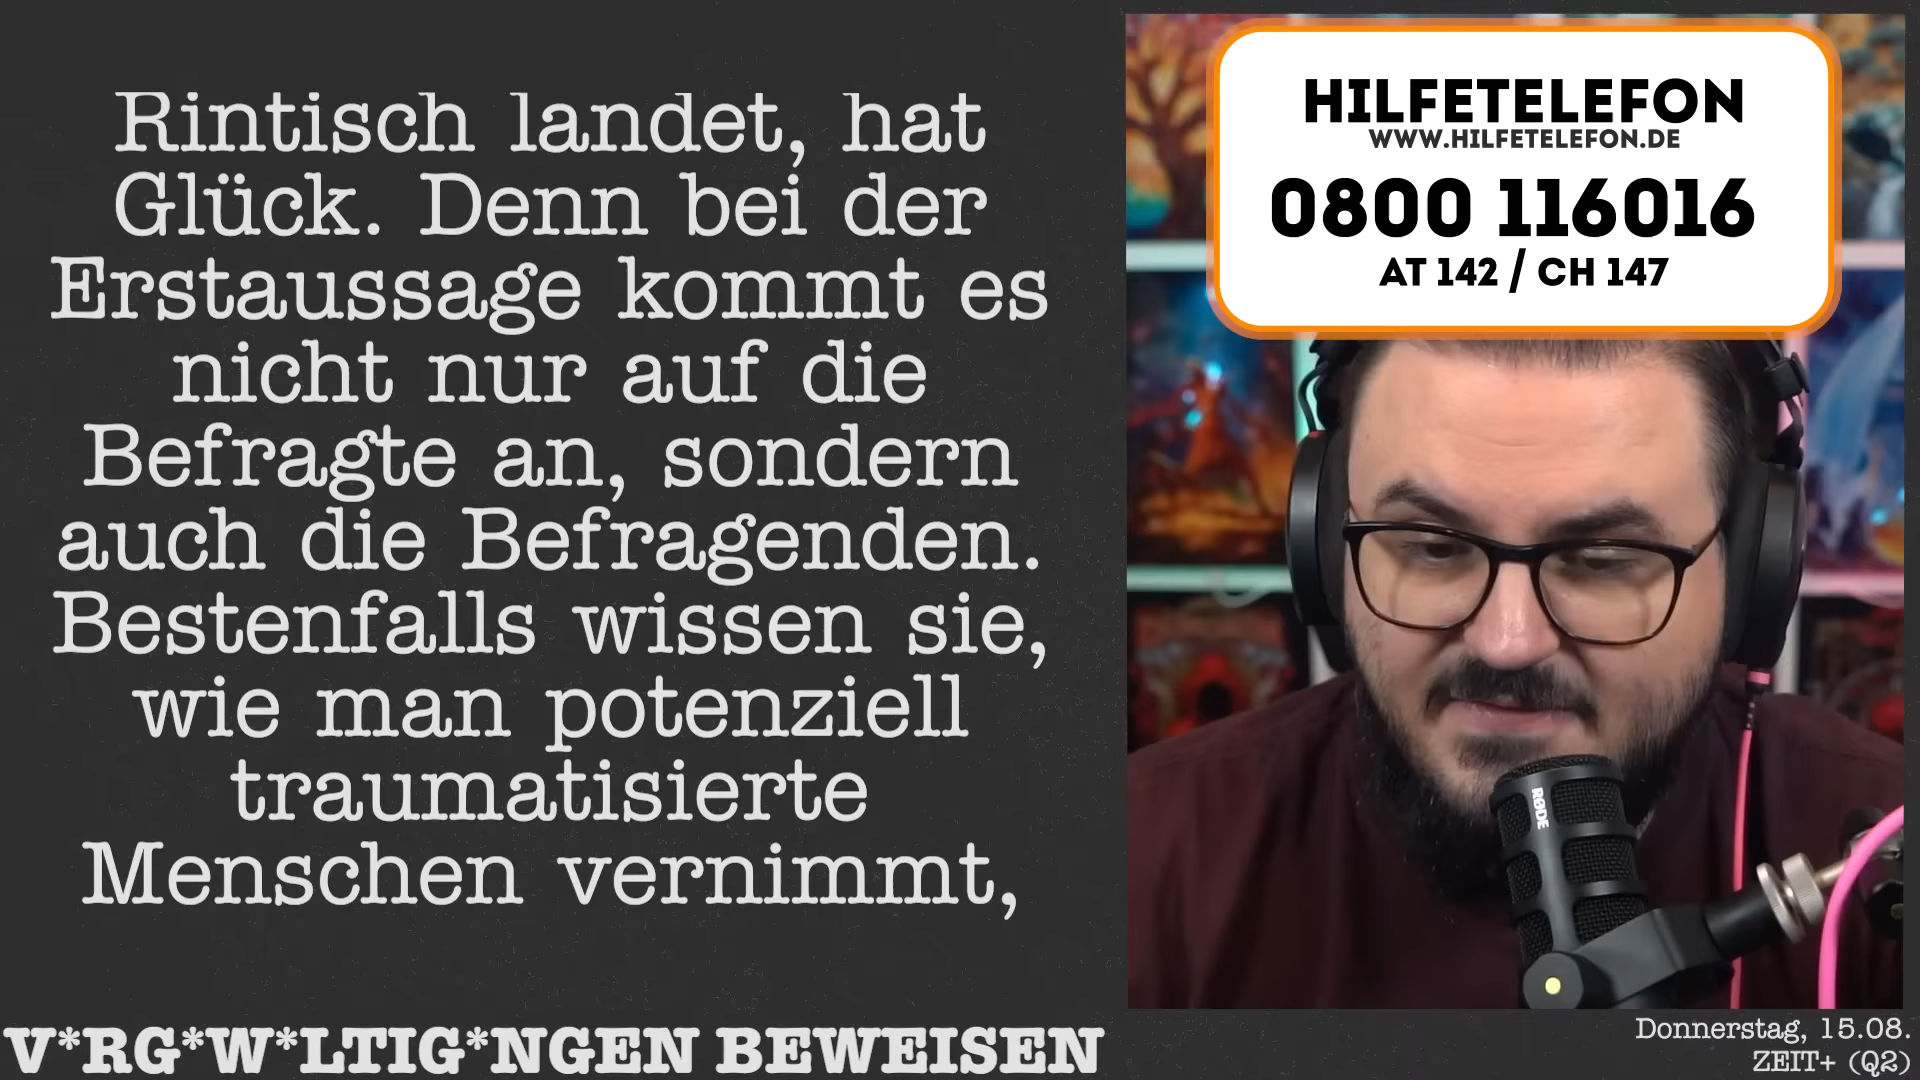 Rintisch landet, hat
Glück. Denn bei der
Erstaussage kommt es
nicht nur auf die
Befragte an, sondern
auch die Befragenden.
Bestenfalls wissen sie,
wie man potenziell
traumatisierte
Menschen vernimmt,
V*RG*W*LTIG*NGEN BEWEISEN
HILFETELEFON
WWW.HILFETELEFON.DE
0800 116016
AT 142 / CH 147
RØDE
Donnerstag, 15.08.
ZEIT+ (Q2)